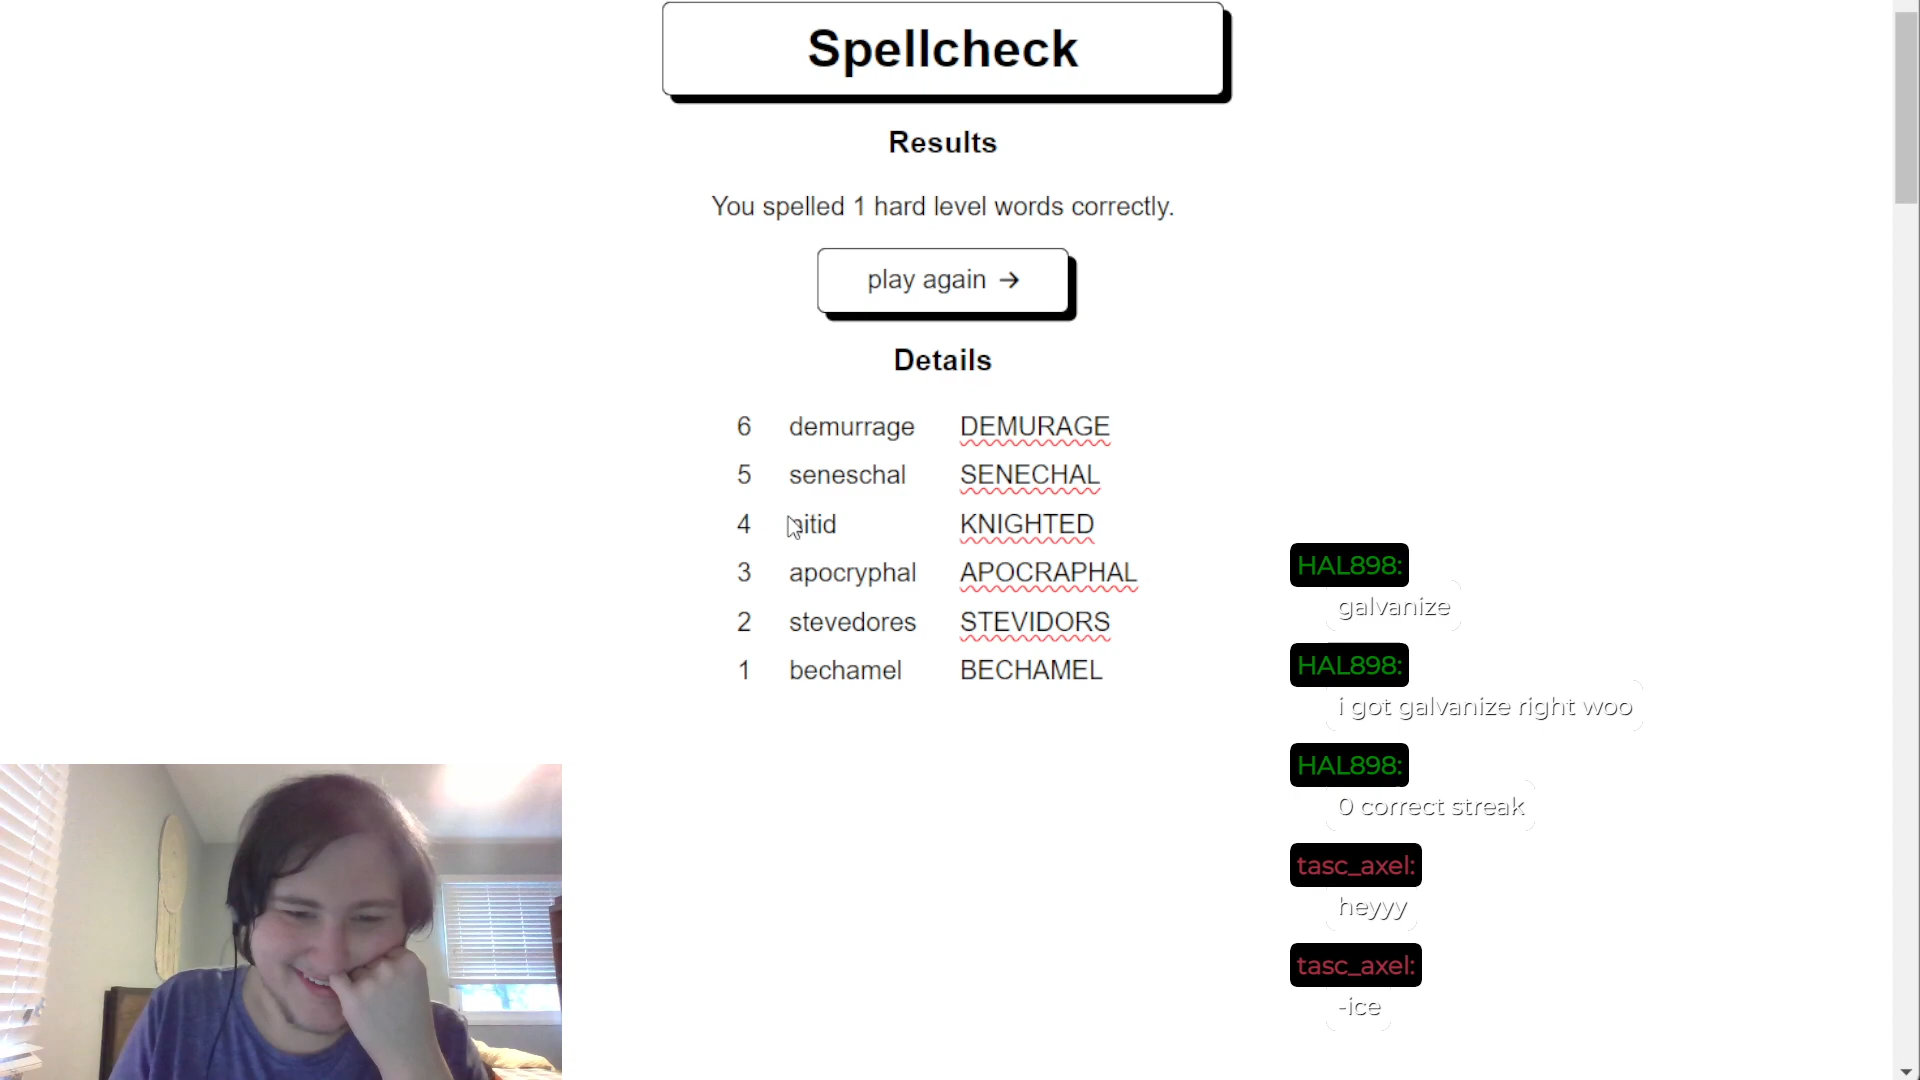 Spellcheck
Results
You spelled 1 hard level words correctly.
play again →
Details
6 demurrage DEMURAGE
5 seneschal SENECHAL
4 KNIGHTED
3 apocryphal APOCRAPHAL
2 stevedores STEVIDORS
1 bechamel BECHAMEL
HAL898:
galvanize
HAL898:
i got galvanize right woo
HAL898:
0 correct streak
tasc_axel:
heyyy
tasc_axel:
-ice